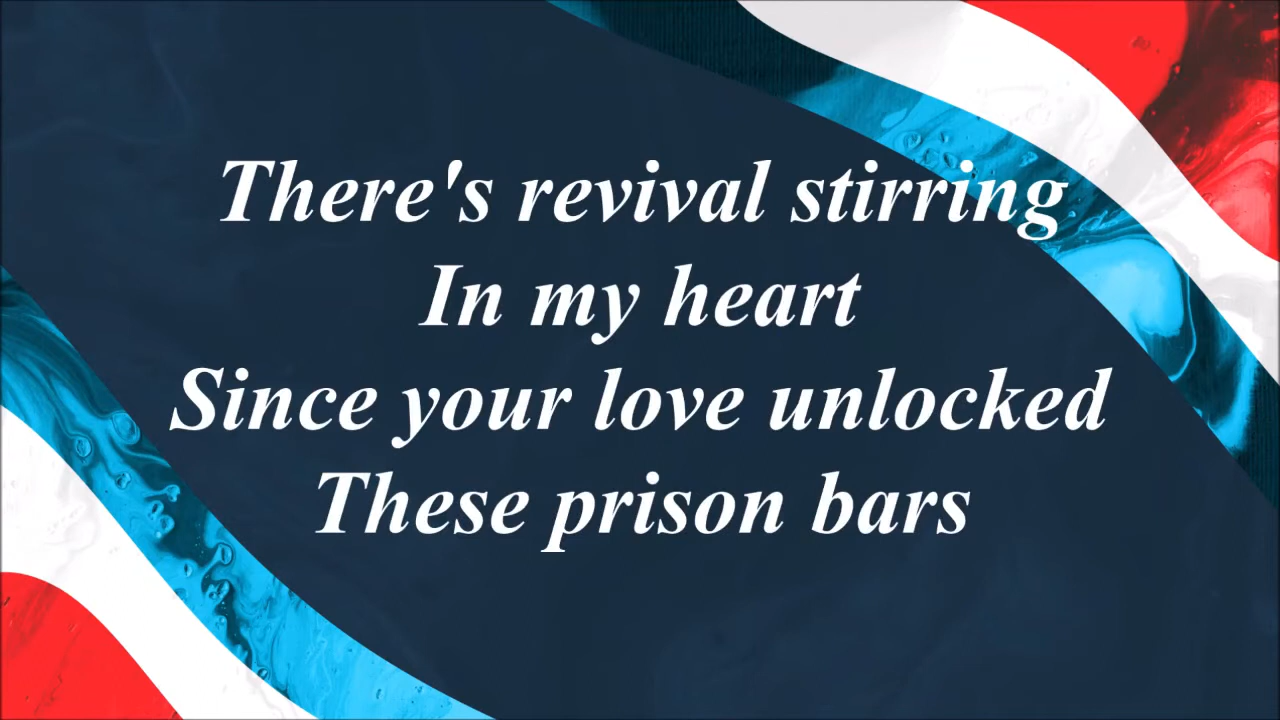 There's revival stirring
In my heart
Since your love unlocked
These prison bars